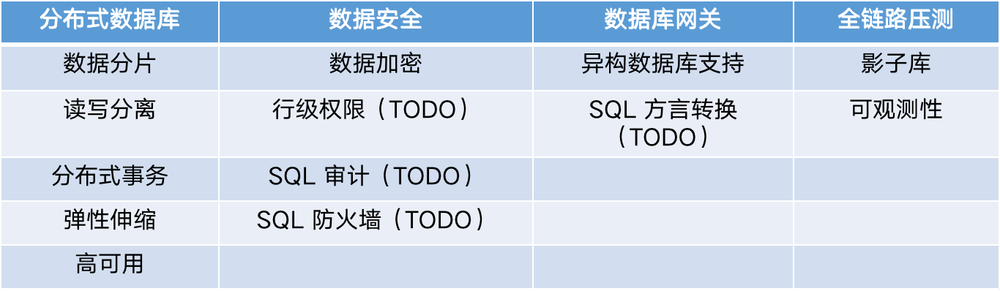 分布式数据库 数据安全 数据库网关 全链路压测
数据分片 数据加密 异构数据库支持 影子库
读写分离 行级权限（TODO） SQL 方言转换 可观测性
（TODO）
分布式事务 SQL 审计（TODO）
弹性伸缩 SQL 防火墙（TODO）
高可用